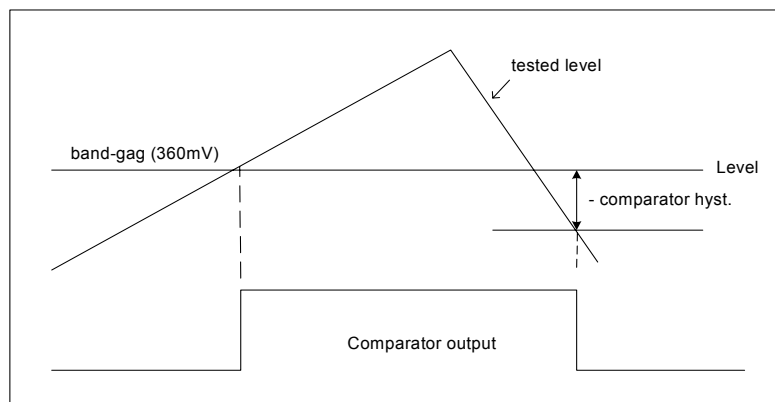 tested level
band-gag (360mV)
Level
- comparator hyst.
Comparator output